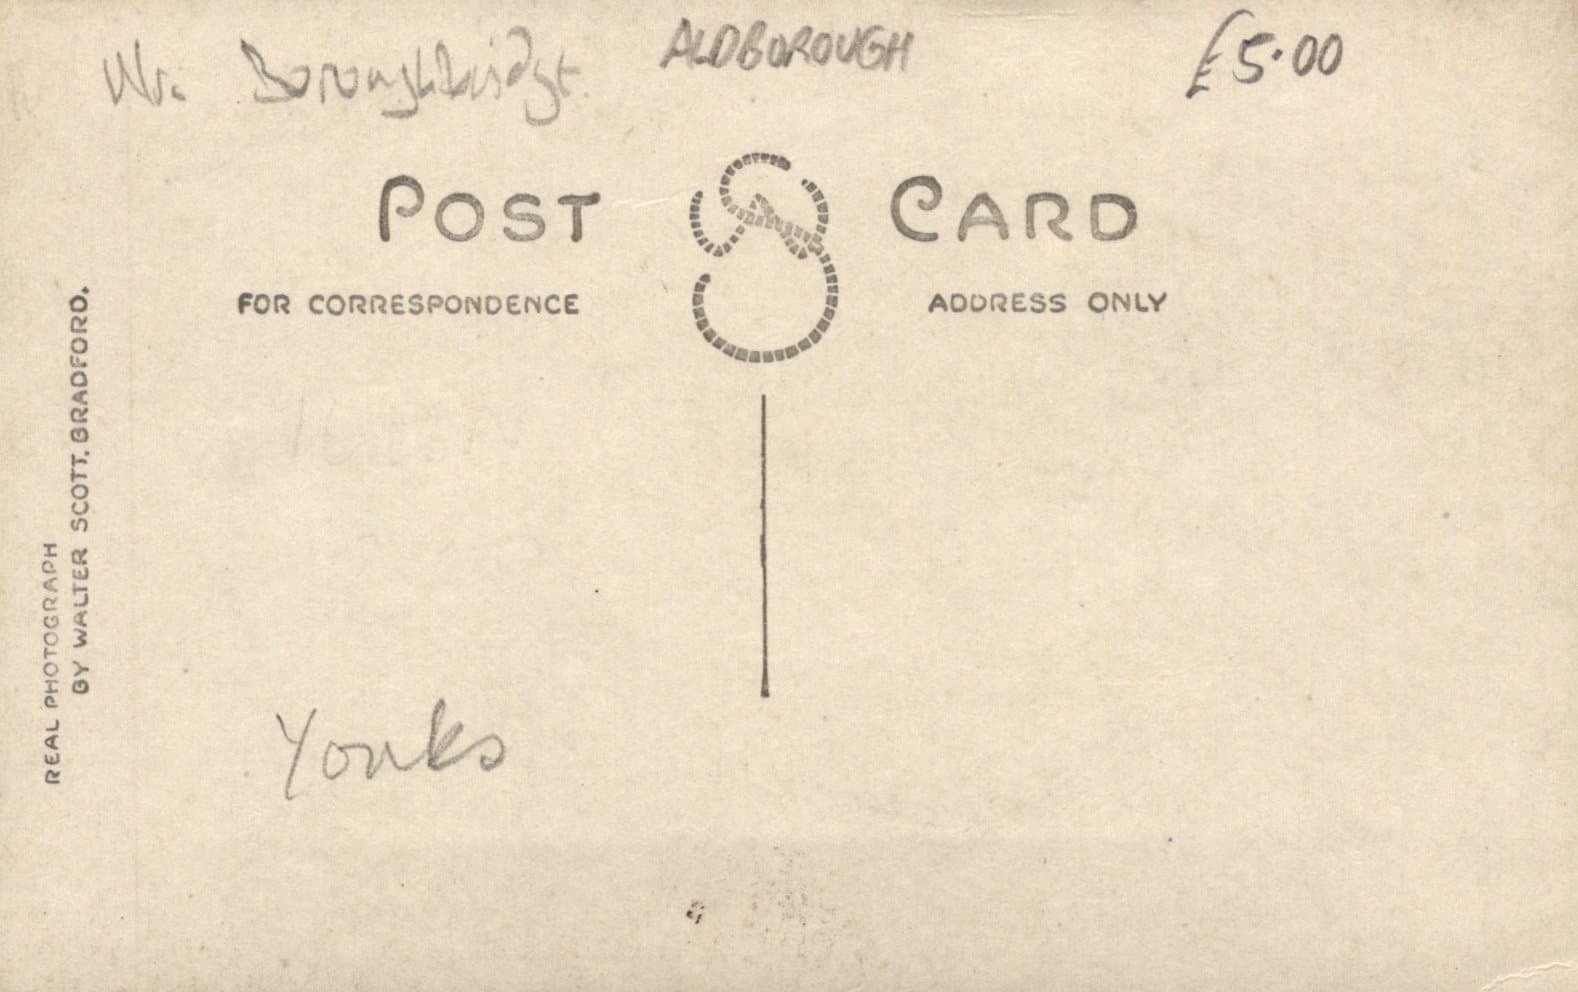 Nr. Boroughbridge. ALDBOROUGH £5.00
POST CARD
FOR CORRESPONDENCE ADDRESS ONLY
REAL PHOTOGRAPH
BY WALTER SCOTT, BRADFORD.
Yorks